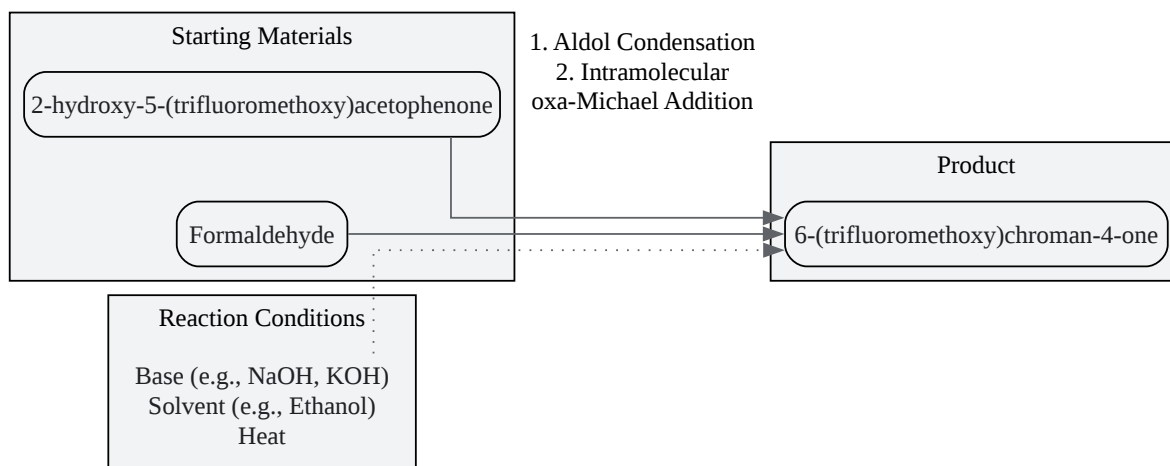 Starting Materials
2-hydroxy-5-(trifluoromethoxy)acetophenone
Formaldehyde
1. Aldol Condensation
2. Intramolecular
oxa-Michael Addition
Product
6-(trifluoromethoxy)chroman-4-one
Reaction Conditions
Base (e.g., NaOH, KOH)
Solvent (e.g., Ethanol)
Heat